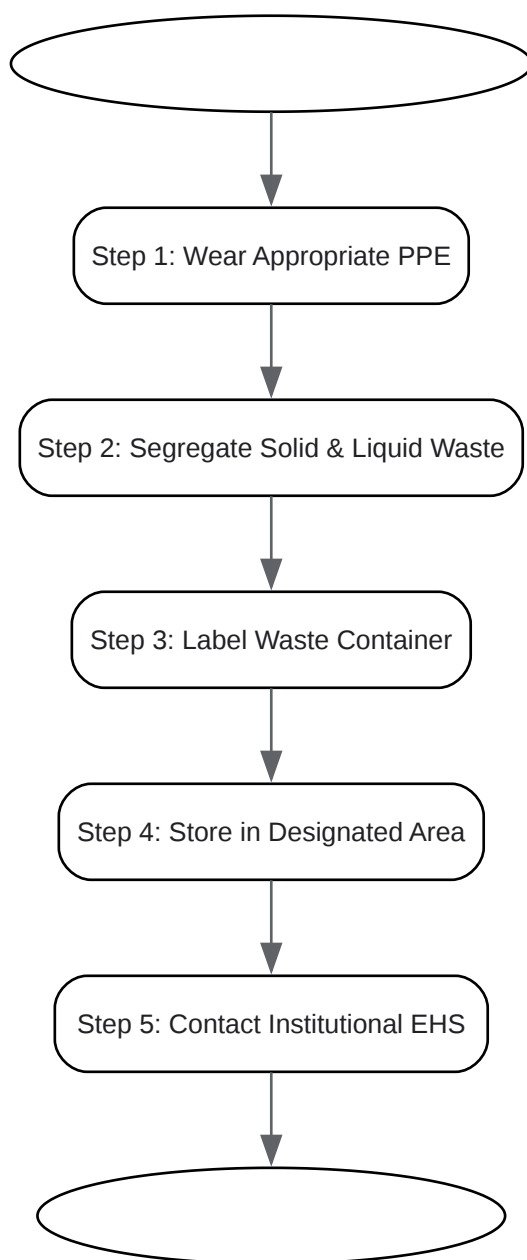 Step 1: Wear Appropriate PPE
Step 2: Segregate Solid & Liquid Waste
Step 3: Label Waste Container
Step 4: Store in Designated Area
Step 5: Contact Institutional EHS